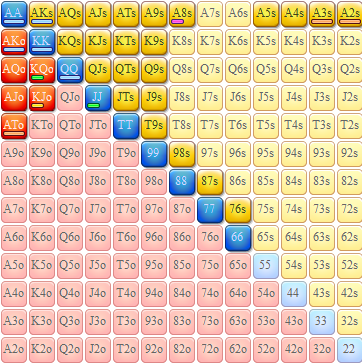 AA AKs AQs AJs ATs A9s A8s A7s A6s A5s A4s A3s A2s
AKo KK KQs KJs KTs K9s K8s K7s K6s K5s K4s K3s K2s
AQo KQo QQ QJs QTs Q9s Q8s Q7s Q6s Q5s Q4s Q3s Q2s
AJo KJo QJo JJ JTs J9s J8s J7s J6s J5s J4s J3s J2s
ATo KTo QTo JTo TT T9s T8s T7s T6s T5s T4s T3s T2s
A9o K9o Q9o J9o T9o 99 98s 97s 96s 95s 94s 93s 92s
A8o K8o Q8o J8o T8o 98o 88 87s 86s 85s 84s 83s 82s
A7o K7o Q7o J7o T7o 97o 87o 77 76s 75s 74s 73s 72s
A6o K6o Q6o J6o T6o 96o 86o 76o 66 65s 64s 63s 62s
A5o K5o Q5o J5o T5o 95o 85o 75o 65o 55 54s 53s 52s
A4o K4o Q4o J4o T4o 94o 84o 74o 64o 54o 44 43s 42s
A3o K3o Q3o J3o T3o 93o 83o 73o 63o 53o 43o 33 32s
A2o K2o Q2o J2o T2o 92o 82o 72o 62o 52o 42o 32o 22